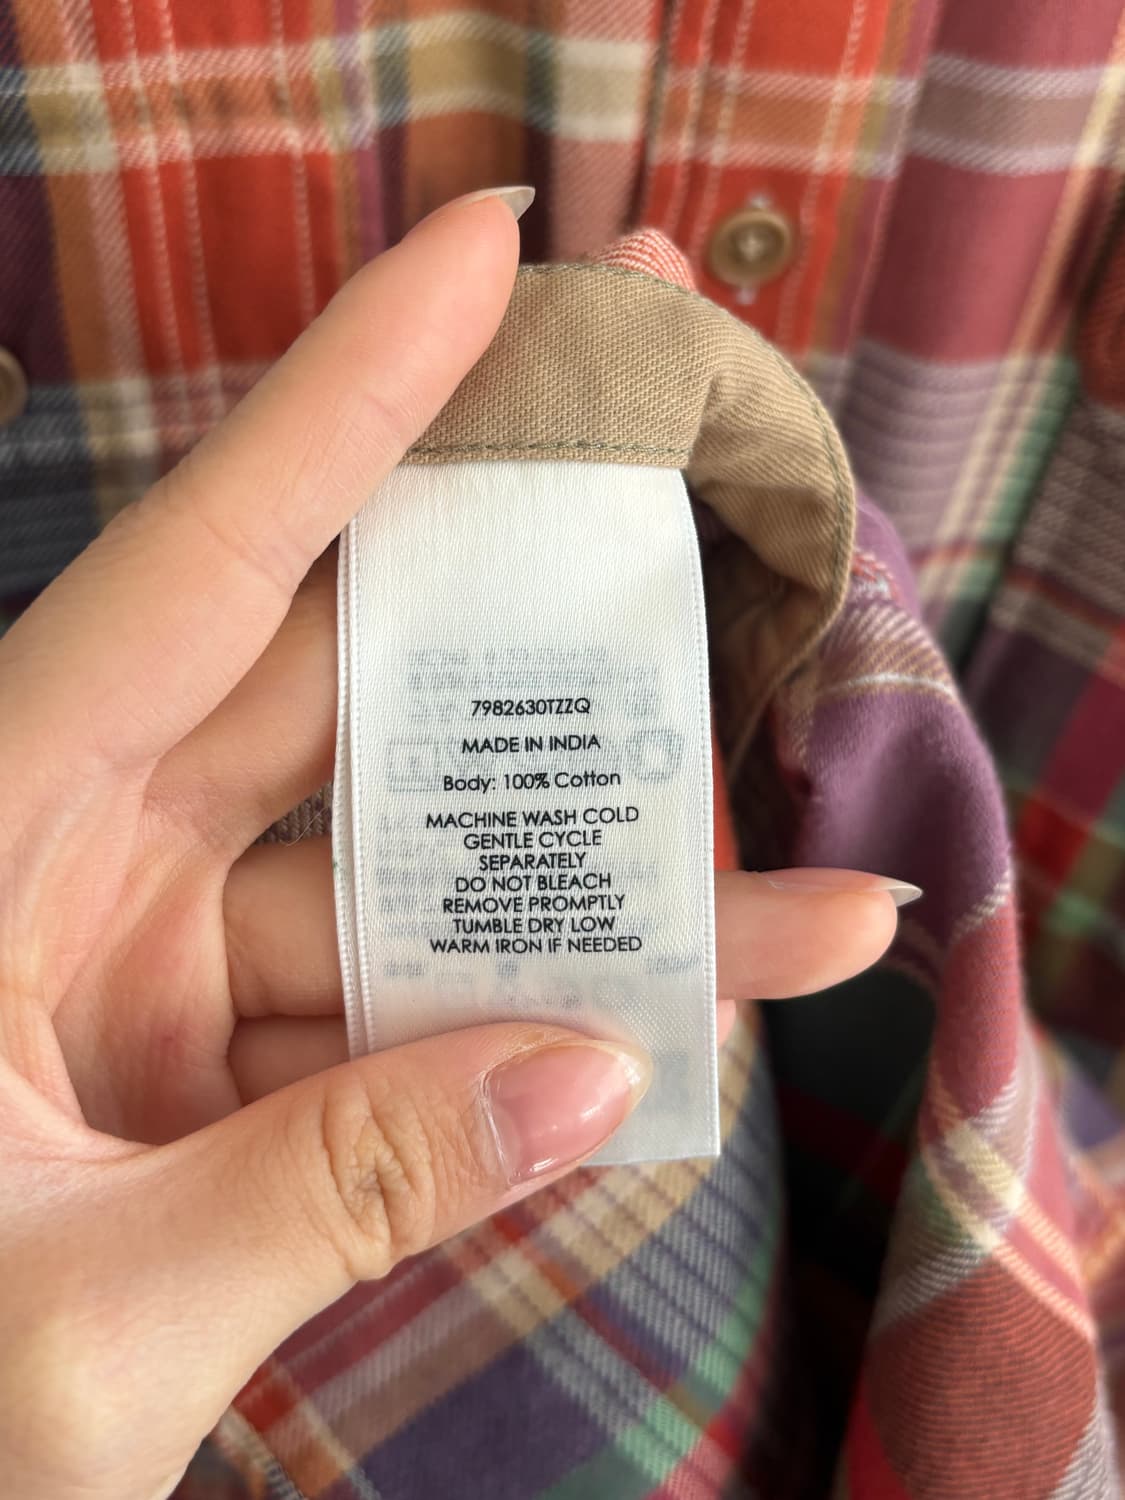 7982630TZZQ
MADE IN INDIA
Body: 100% Cotton
MACHINE WASH COLD
GENTLE CYCLE
SEPARATELY
DO NOT BLEACH
REMOVE PROMPTLY
TUMBLE DRY LOW
WARM IRON IF NEEDED